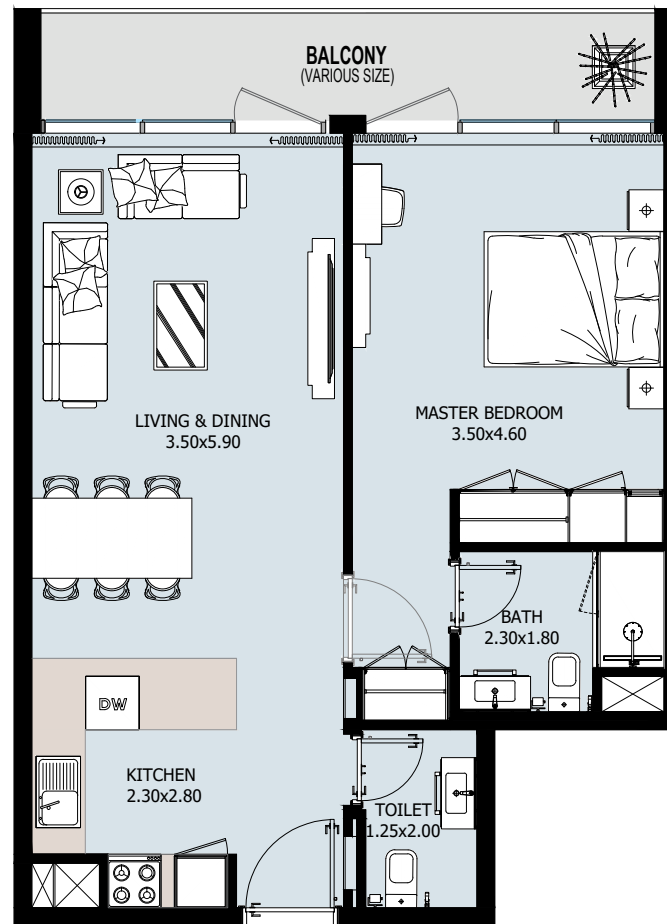 BALCONY
(VARIOUS SIZE)
LIVING & DINING
3.50x5.90
MASTER BEDROOM
3.50x4.60
BATH
2.30x1.80
DW
KITCHEN
2.30x2.80
TOILET
1.25x2.00